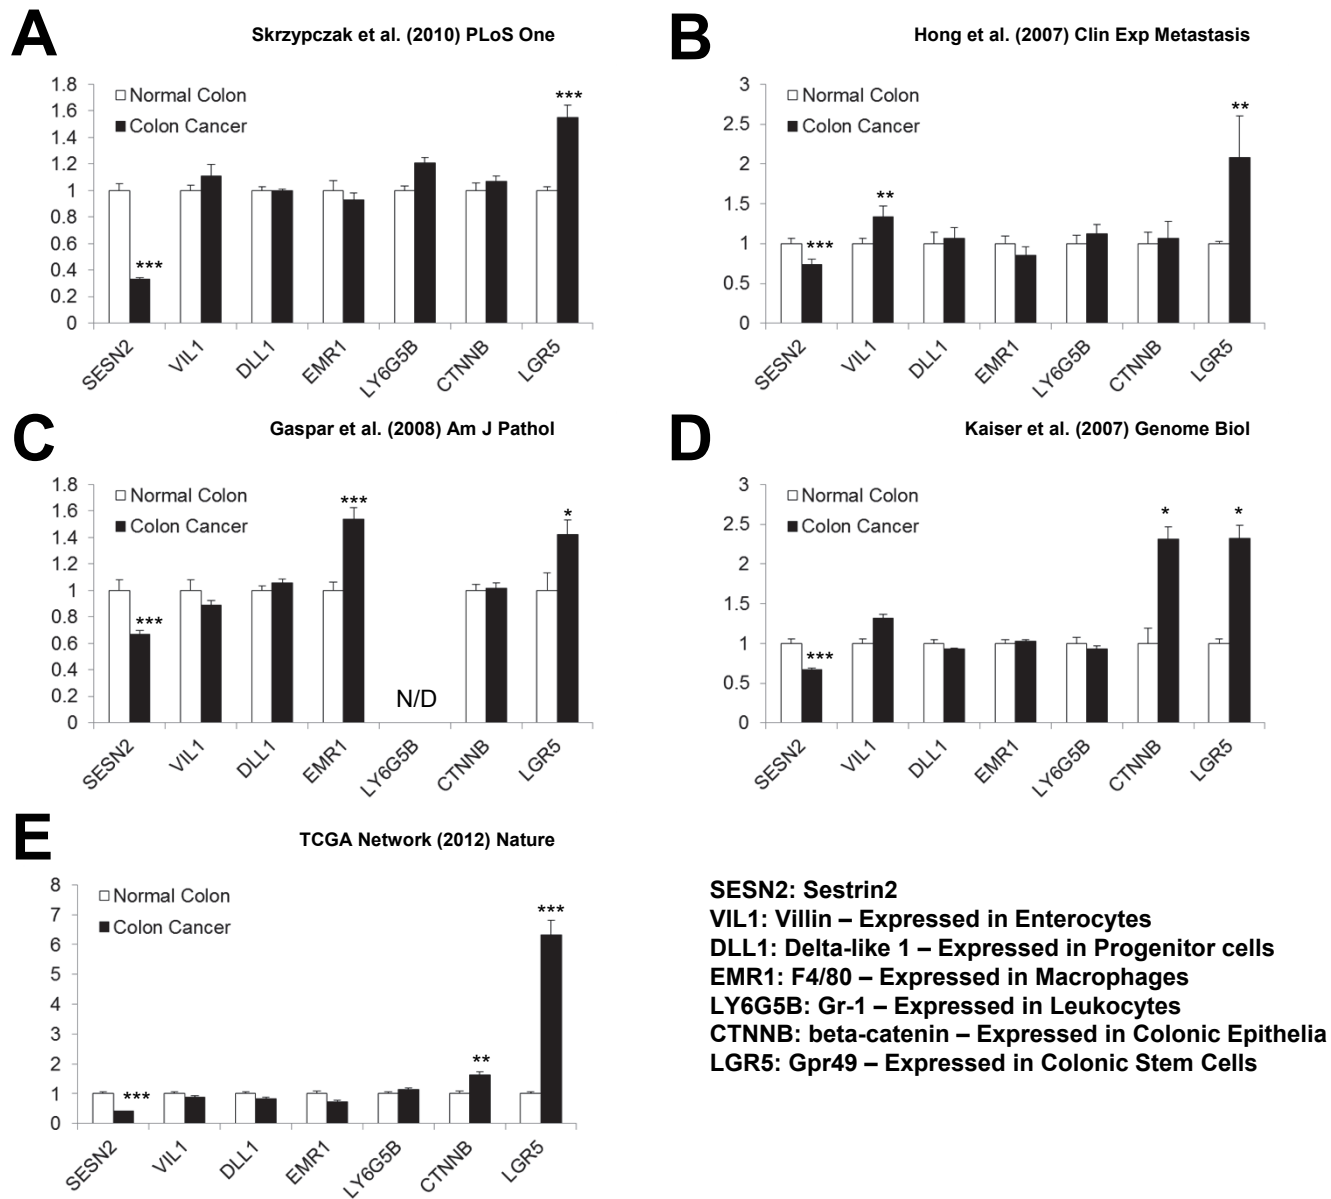 A
Skrzypczak et al. (2010) PLoS One
1.8
1.6
1.4
1.2
1
0.8
0.6
0.4
0.2
0
Normal Colon
Colon Cancer
***
***
SESN2
VIL1
DLL1
EMR1
LY6G5B
CTNNB
LGR5
B
Hong et al. (2007) Clin Exp Metastasis
3
2.5
2
1.5
1
0.5
0
Normal Colon
Colon Cancer
***
**
**
SESN2
VIL1
DLL1
EMR1
LY6G5B
CTNNB
LGR5
C
Gaspar et al. (2008) Am J Pathol
1.8
1.6
1.4
1.2
1
0.8
0.6
0.4
0.2
0
Normal Colon
Colon Cancer
***
***
N/D
*
SESN2
VIL1
DLL1
EMR1
LY6G5B
CTNNB
LGR5
D
Kaiser et al. (2007) Genome Biol
3
2.5
2
1.5
1
0.5
0
Normal Colon
Colon Cancer
***
*
*
SESN2
VIL1
DLL1
EMR1
LY6G5B
CTNNB
LGR5
E
TCGA Network (2012) Nature
8
7
6
5
4
3
2
1
0
Normal Colon
Colon Cancer
***
**
***
SESN2
VIL1
DLL1
EMR1
LY6G5B
CTNNB
LGR5
SESN2: Sestrin2
VIL1: Villin – Expressed in Enterocytes
DLL1: Delta-like 1 – Expressed in Progenitor cells
EMR1: F4/80 – Expressed in Macrophages
LY6G5B: Gr-1 – Expressed in Leukocytes
CTNNB: beta-catenin – Expressed in Colonic Epithelia
LGR5: Gpr49 – Expressed in Colonic Stem Cells